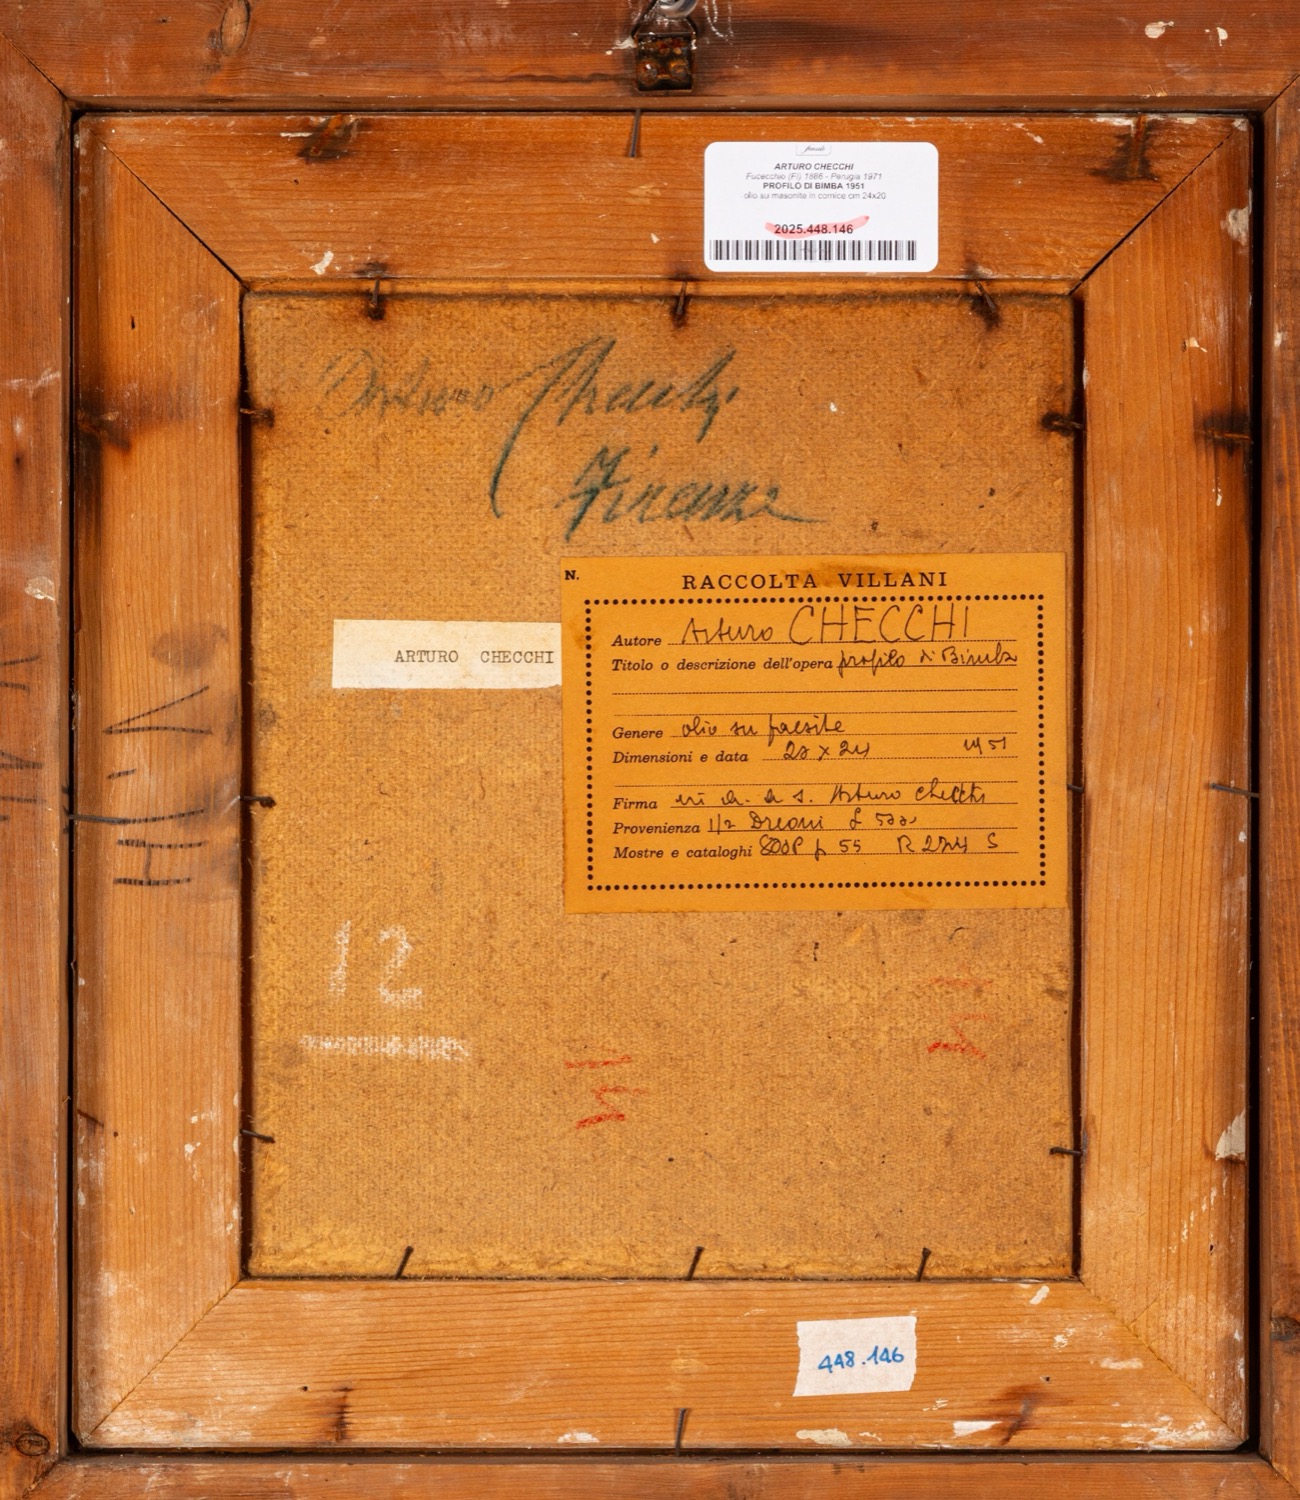 ARTURO CHECCHI
Fucecchio (Fi) 1886 - Perugia 1971
PROFILO DI BIMBA 1951
olio su masonite in cornice cm 24x20
2025.448.146
Arturo Checchi
Firenze
N.
RACCOLTA VILLANI
Autore Arturo CHECCHI
Titolo o descrizione dell'opera profilo di Bimba
ARTURO CHECCHI
Genere olio su faesite
Dimensioni e data 20 x 24 1951
Firma Arturo Checchi
Provenienza
Mostre e cataloghi p 55
12
448.146